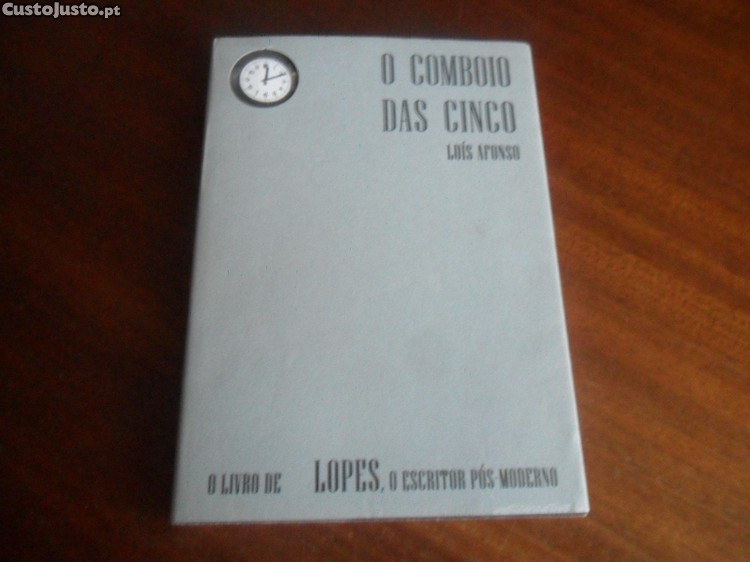 CustoJusto.pt
O COMBOIO
DAS CINCO
LUÍS AFONSO
O LIVRO DE LOPES, O ESCRITOR PÓS-MODERNO